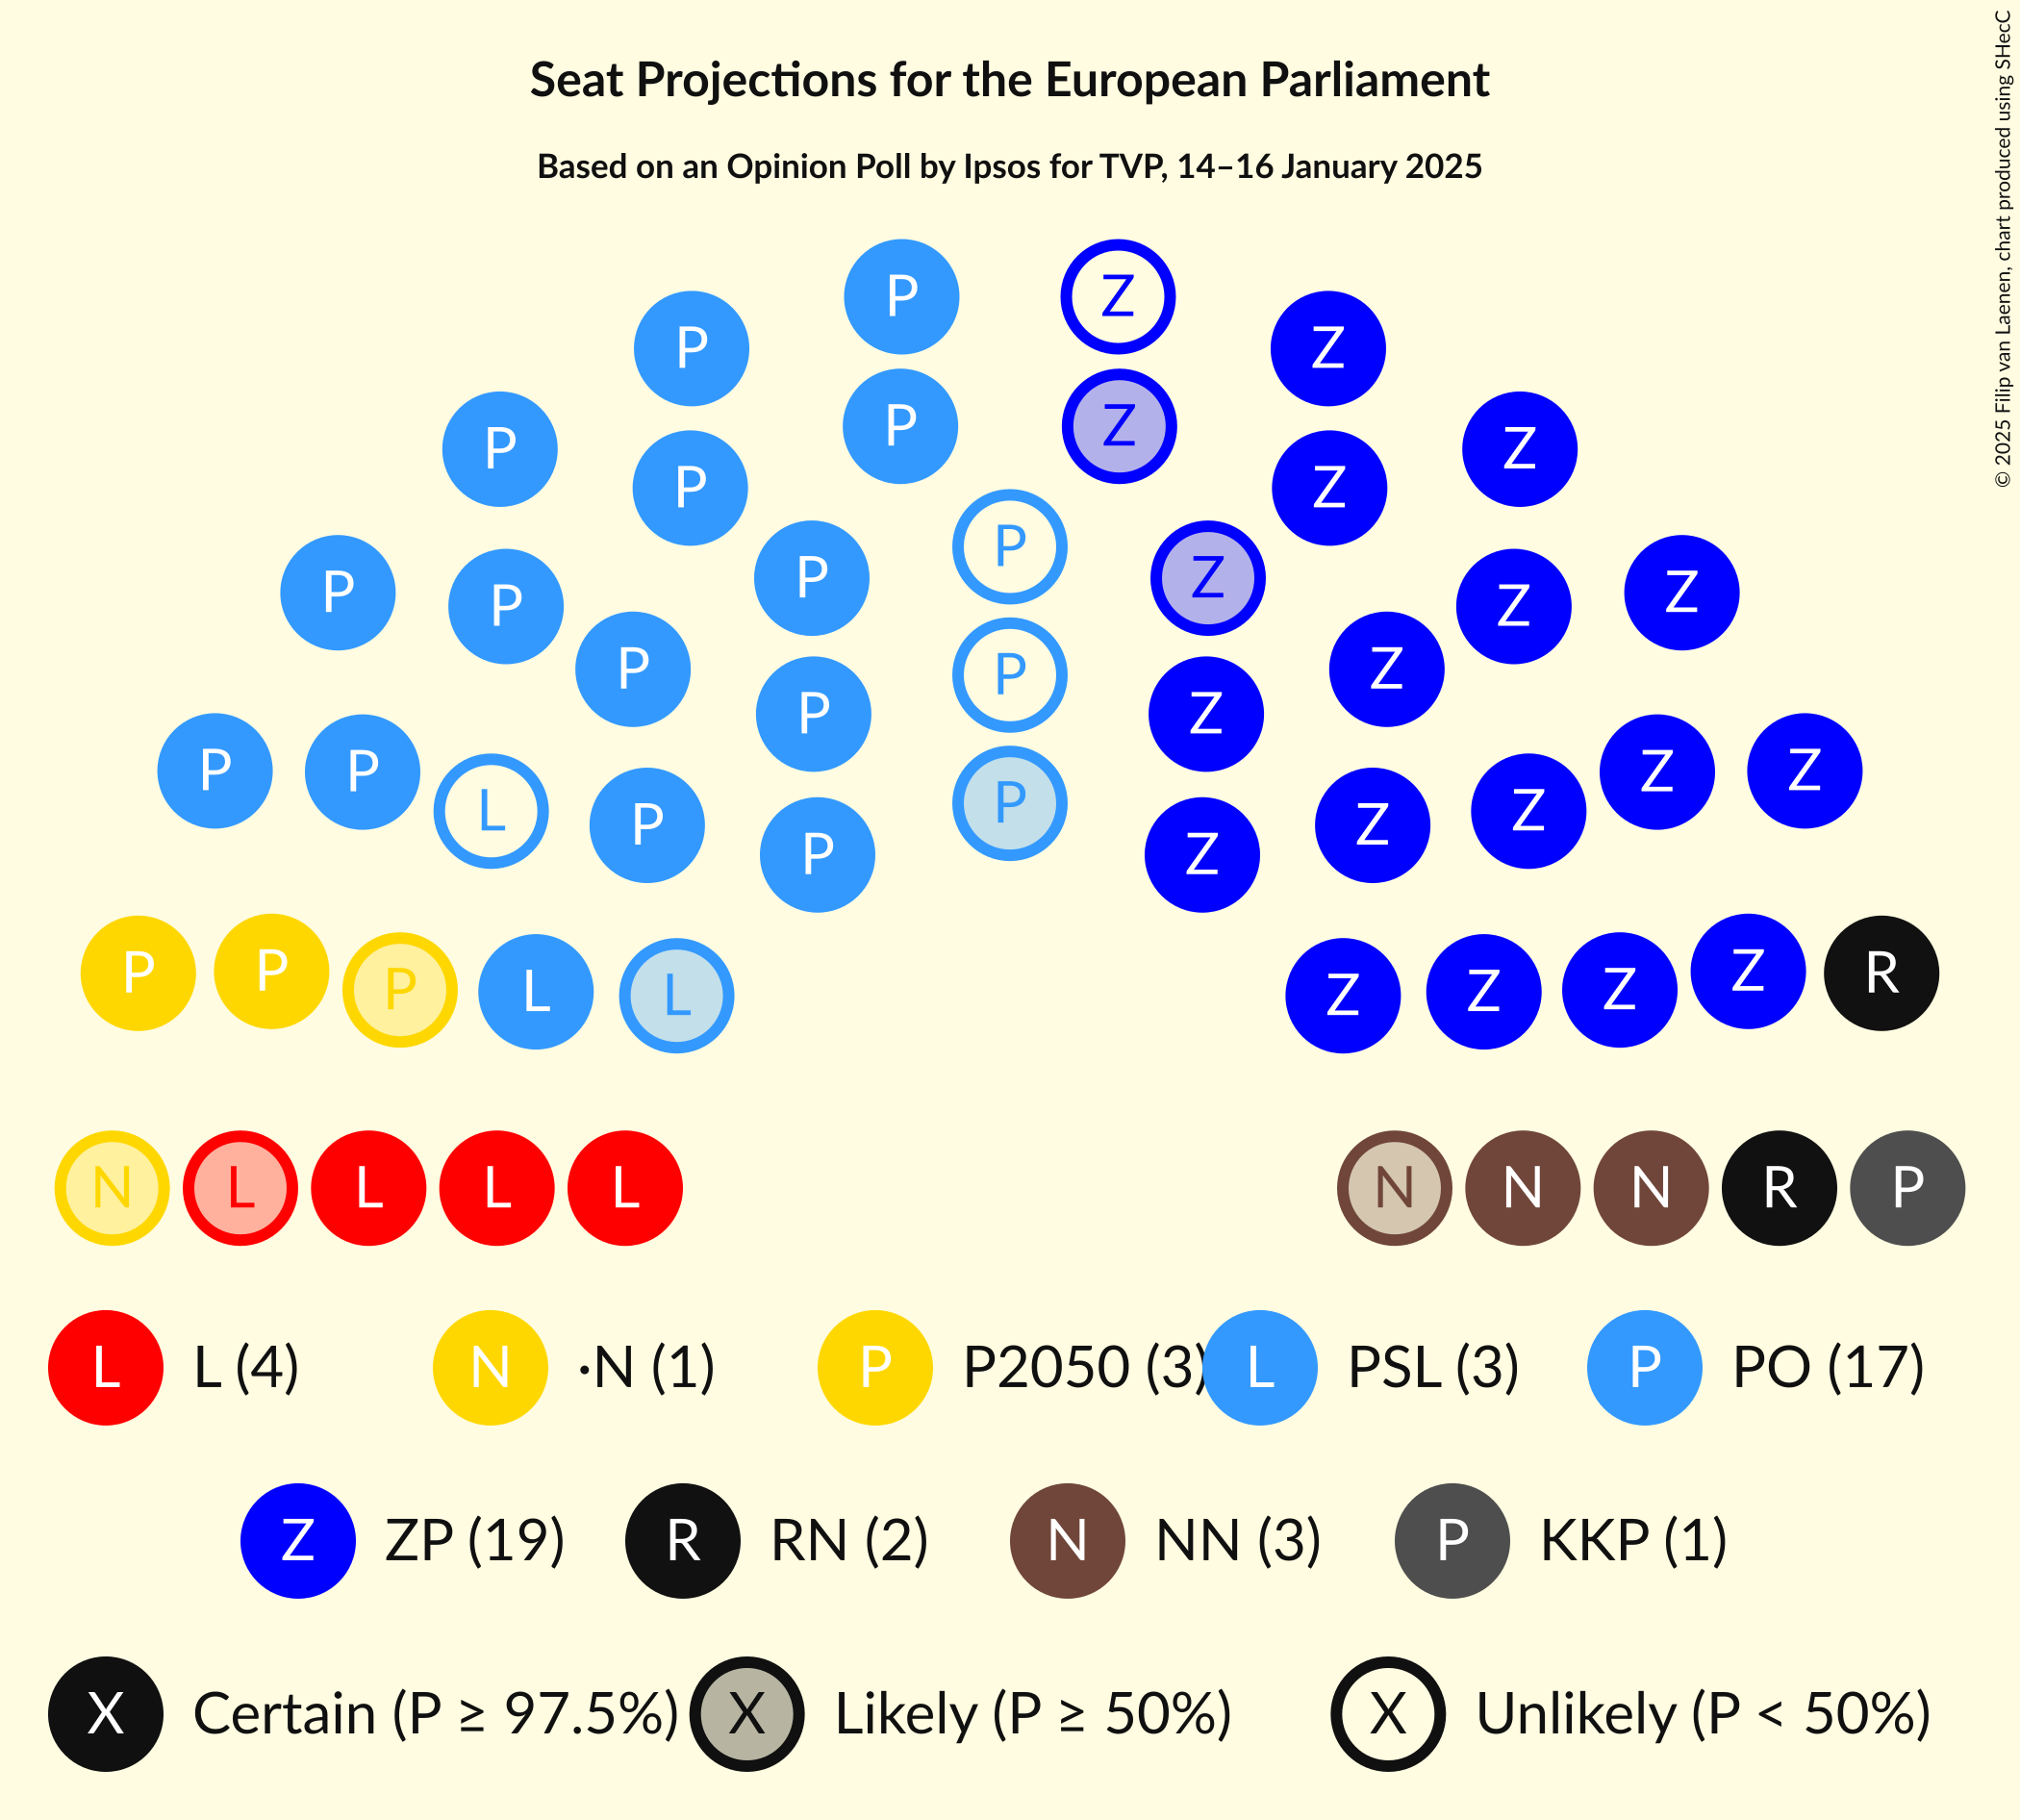 Seat Projections for the European Parliament
Based on an Opinion Poll by Ipsos for TVP, 14–16 January 2025
© 2025 Filip van Laenen, chart produced using SHecC
P Z
P Z
P Z
P Z
P Z
P P Z Z
P
P Z
P P Z Z
P Z
P
P Z
P P L Z Z Z
P
P Z
P Z
P P P L L Z Z Z Z R
N L L L L N N N R P
L L (4) N ·N (1) P P2050 (3) L PSL (3) P PO (17)
Z ZP (19) R RN (2) N NN (3) P KKP (1)
X Certain (P ≥ 97.5%) X Likely (P ≥ 50%) X Unlikely (P < 50%)